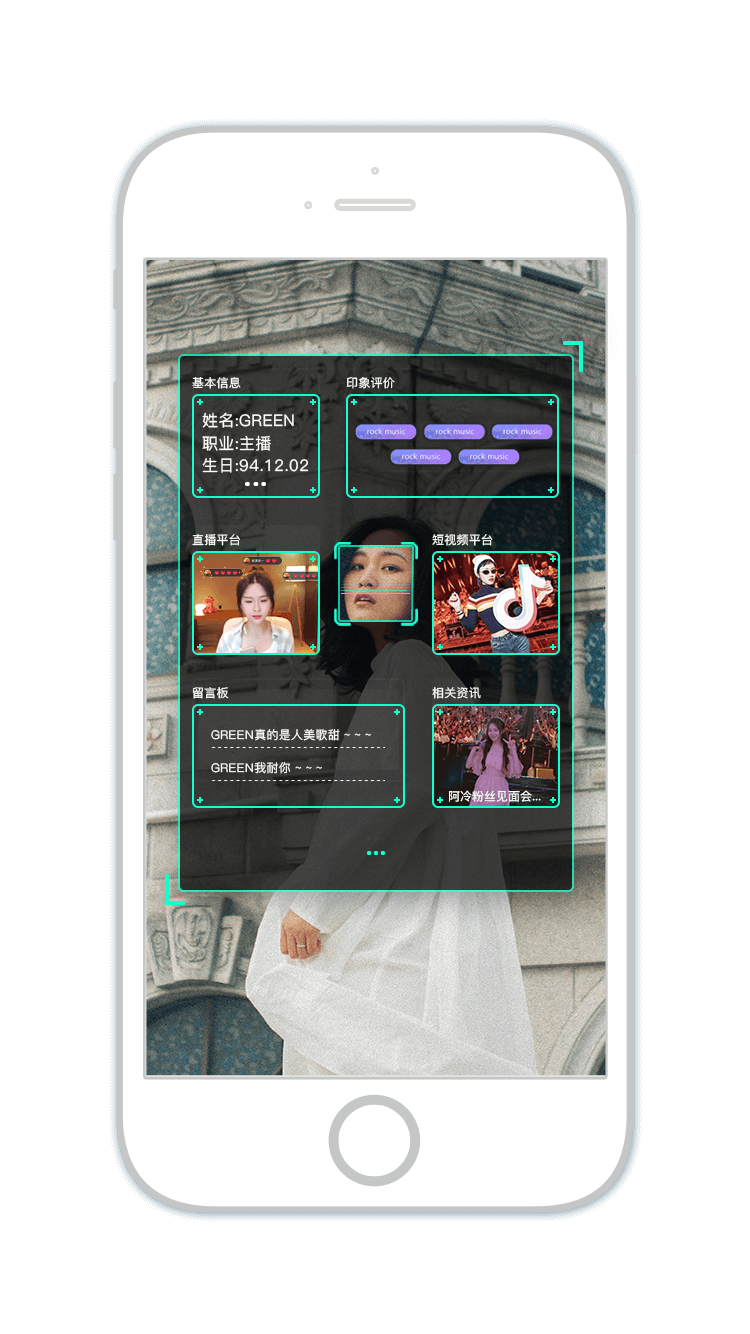 基本信息
印象评价
姓名:GREEN
职业:主播
生日:94.12.02
rock music
rock music
rock music
rock music
rock music
直播平台
短视频平台
留言板
相关资讯
GREEN真的是人美歌甜 ~ ~ ~
GREEN我耐你 ~ ~ ~
阿冷粉丝见面会...